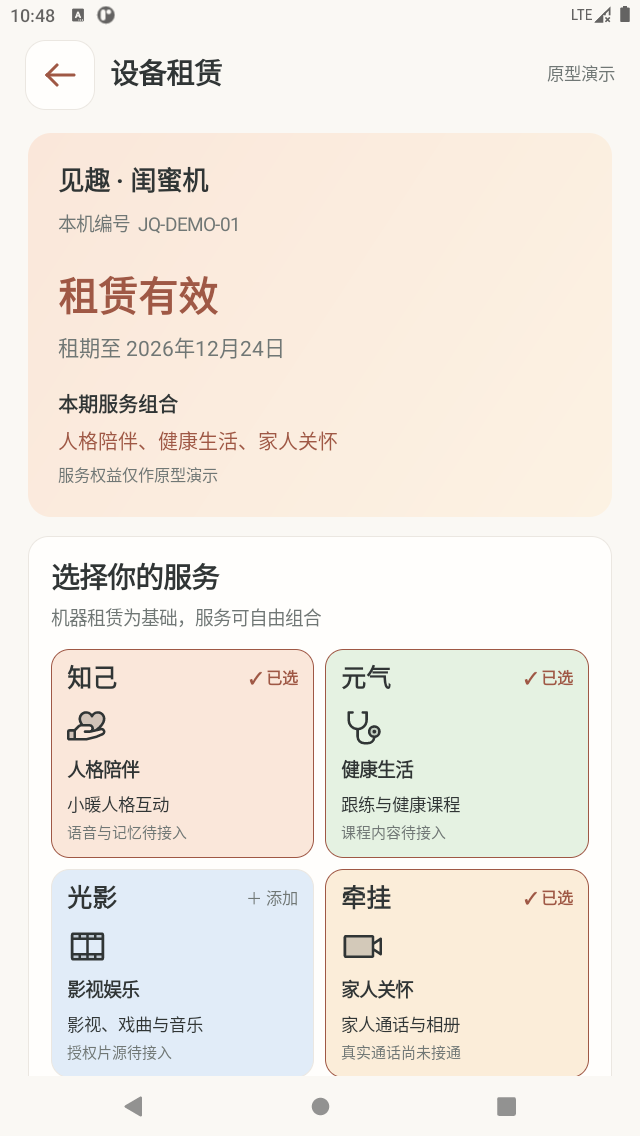 10:48
LTE
设备租赁
原型演示
见趣 · 闺蜜机
本机编号 JQ-DEMO-01
租赁有效
租期至 2026年12月24日
本期服务组合
人格陪伴、健康生活、家人关怀
服务权益仅作原型演示
选择你的服务
机器租赁为基础，服务可自由组合
知己
✓已选
人格陪伴
小暖人格互动
语音与记忆待接入
元气
✓已选
健康生活
跟练与健康课程
课程内容待接入
光影
＋ 添加
影视娱乐
影视、戏曲与音乐
授权片源待接入
牵挂
✓已选
家人关怀
家人通话与相册
真实通话尚未接通